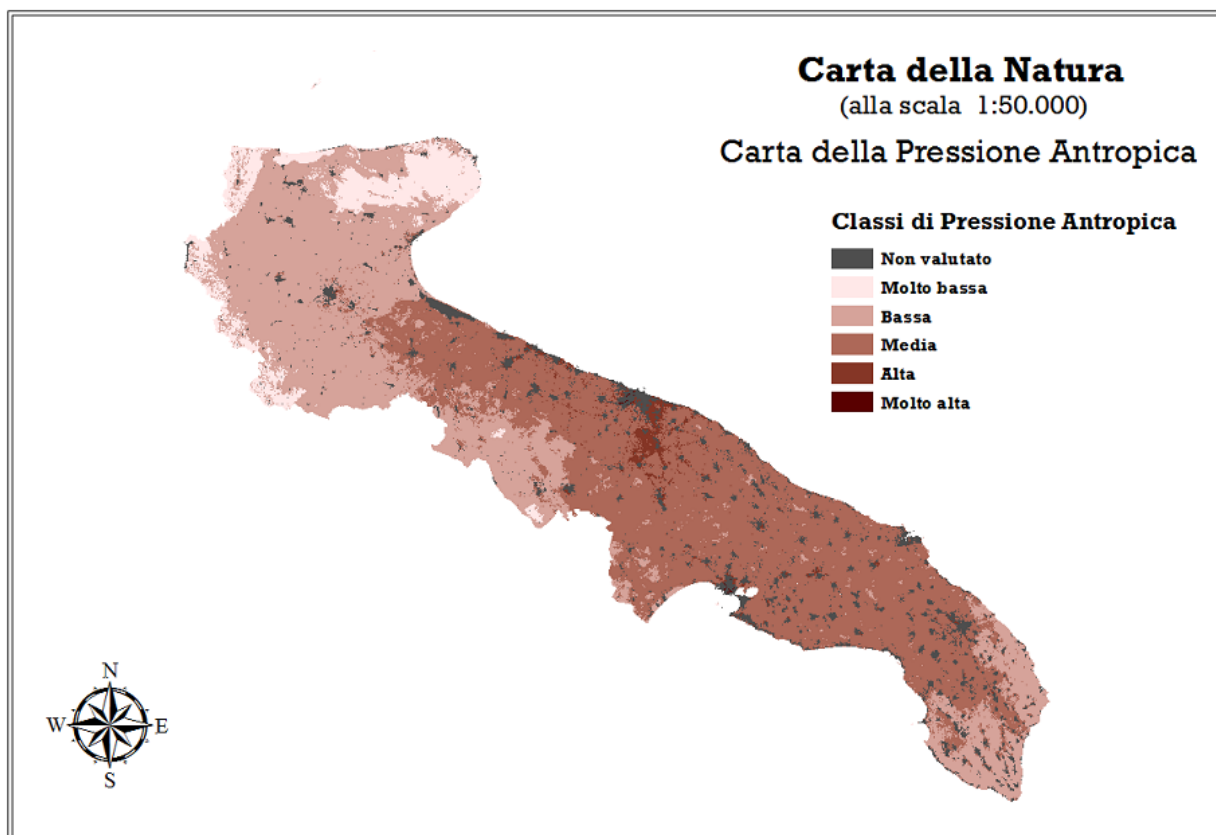 Carta della Natura
(alla scala 1:50.000)
Carta della Pressione Antropica
Classi di Pressione Antropica
Non valutato
Molto bassa
Bassa
Media
Alta
Molto alta
N
W E
S